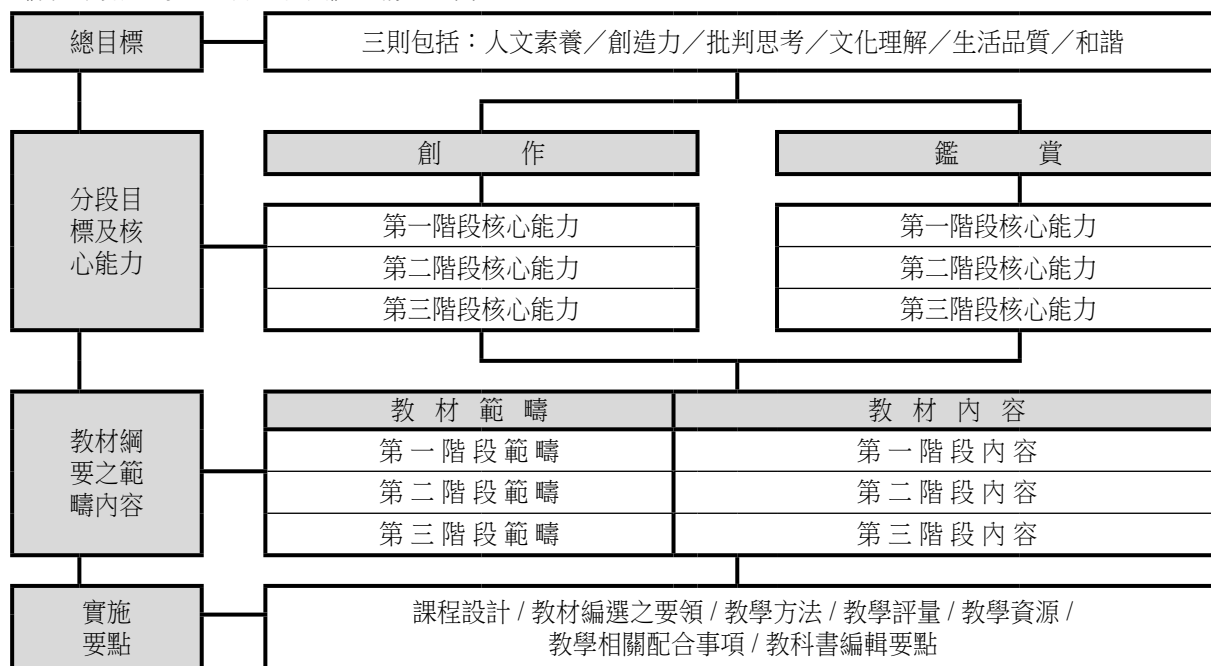 總目標
三則包括：人文素養／創造力／批判思考／文化理解／生活品質／和諧
分段目
標及核
心能力
創 作
第一階段核心能力
第二階段核心能力
第三階段核心能力
鑑 賞
第一階段核心能力
第二階段核心能力
第三階段核心能力
教材綱
要之範
疇內容
教 材 範 疇
教 材 內 容
第 一 階 段 範 疇
第 一 階 段 內 容
第 二 階 段 範 疇
第 二 階 段 內 容
第 三 階 段 範 疇
第 三 階 段 內 容
實施
要點
課程設計 / 教材編選之要領 / 教學方法 / 教學評量 / 教學資源 /
教學相關配合事項 / 教科書編輯要點